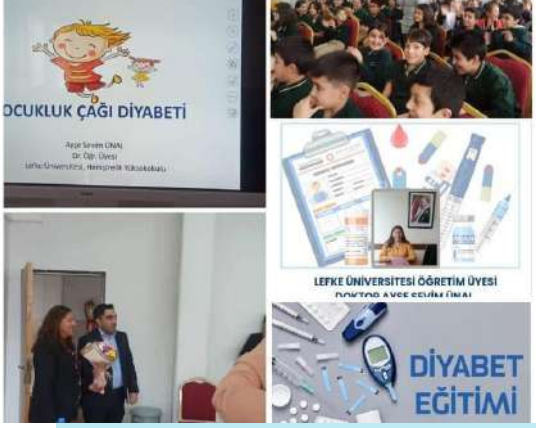 OCUKLUK ÇAĞI DİYABETİ
Ayşe Sevim ÜNAL
Dr. Öğr. Üyesi
Lefke Üniversitesi, Hemşirelik Yüksekokulu
LEFKE ÜNİVERSİTESİ ÖĞRETİM ÜYESİ
DOKTOR AYŞE SEVİM ÜNAL
DİYABET
EĞİTİMİ